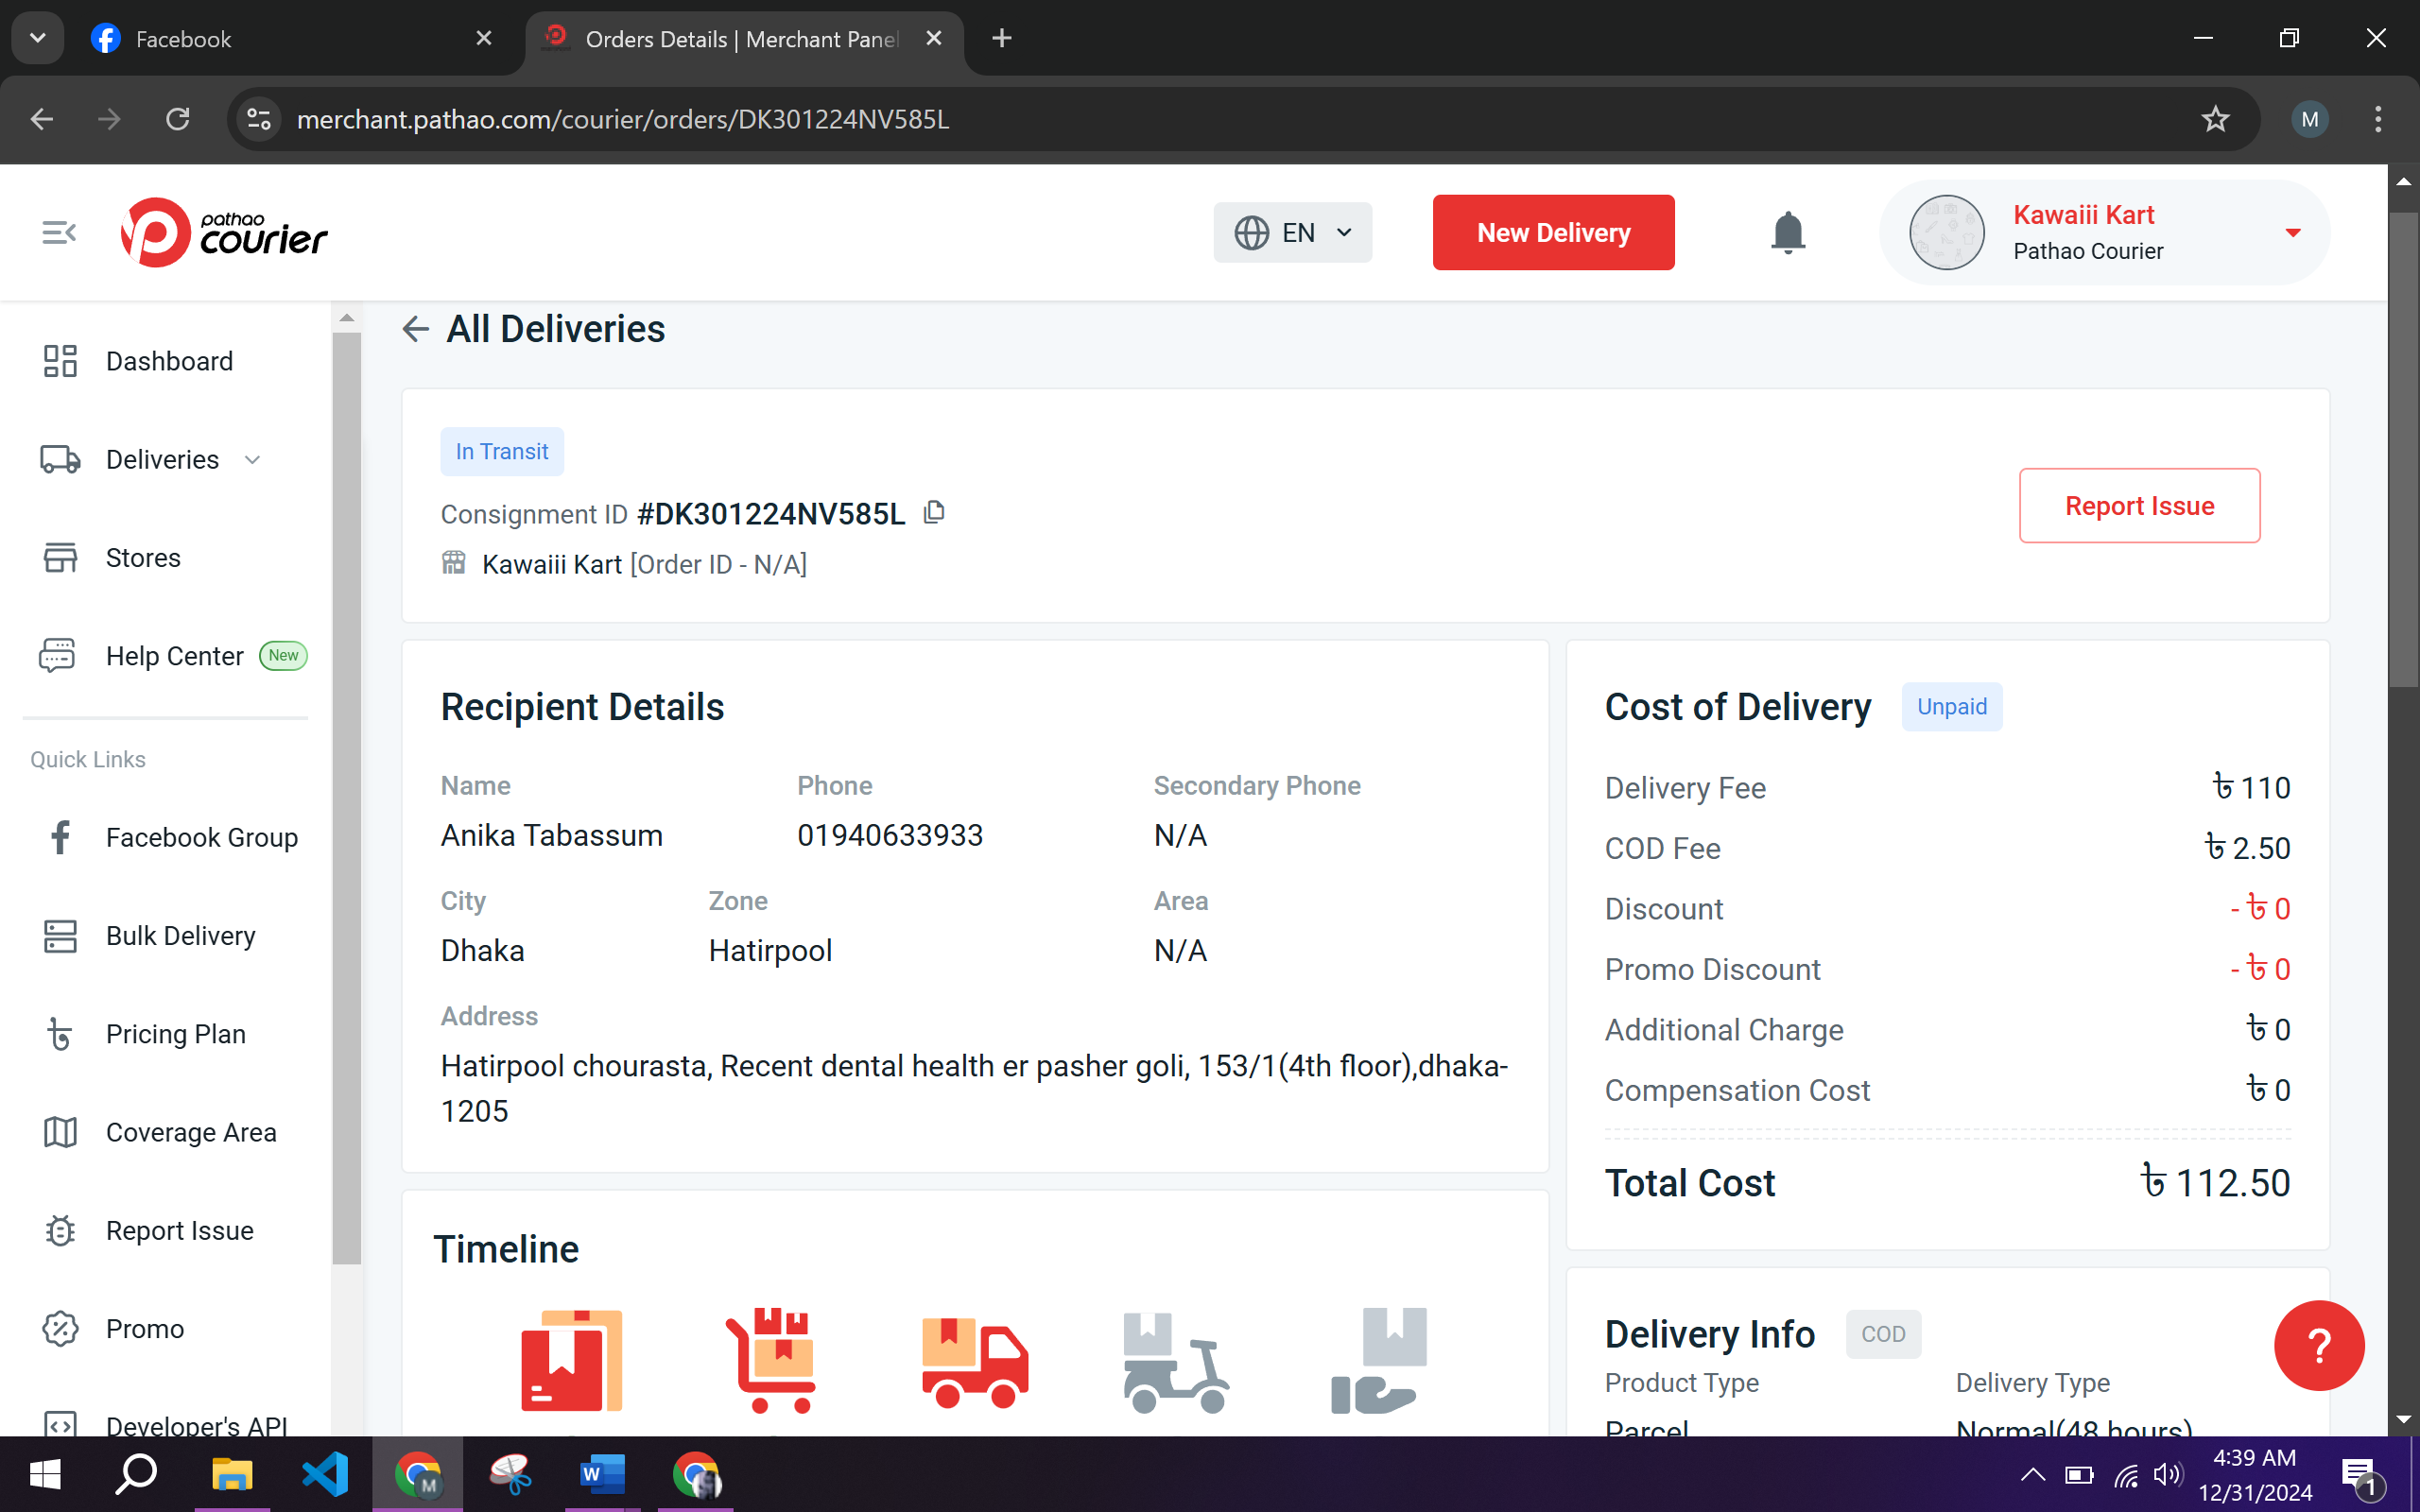 Facebook
Orders Details | Merchant Panel
merchant.pathao.com/courier/orders/DK301224NV585L
M
pathao
courier
EN
New Delivery
Kawaiii Kart
Pathao Courier
Dashboard
Deliveries
Stores
Help Center New
Quick Links
Facebook Group
Bulk Delivery
Pricing Plan
Coverage Area
Report Issue
Promo
Developer's API
All Deliveries
In Transit
Consignment ID #DK301224NV585L
Kawaiii Kart [Order ID - N/A]
Report Issue
Recipient Details
Name Phone Secondary Phone
Anika Tabassum 01940633933 N/A
City Zone Area
Dhaka Hatirpool N/A
Address
Hatirpool chourasta, Recent dental health er pasher goli, 153/1(4th floor),dhaka-
1205
Timeline
Cost of Delivery Unpaid
Delivery Fee ৳ 110
COD Fee ৳ 2.50
Discount - ৳ 0
Promo Discount - ৳ 0
Additional Charge ৳ 0
Compensation Cost ৳ 0
Total Cost ৳ 112.50
Delivery Info COD
Product Type Delivery Type
Parcel Normal(48 hours)
?
4:39 AM
12/31/2024
1